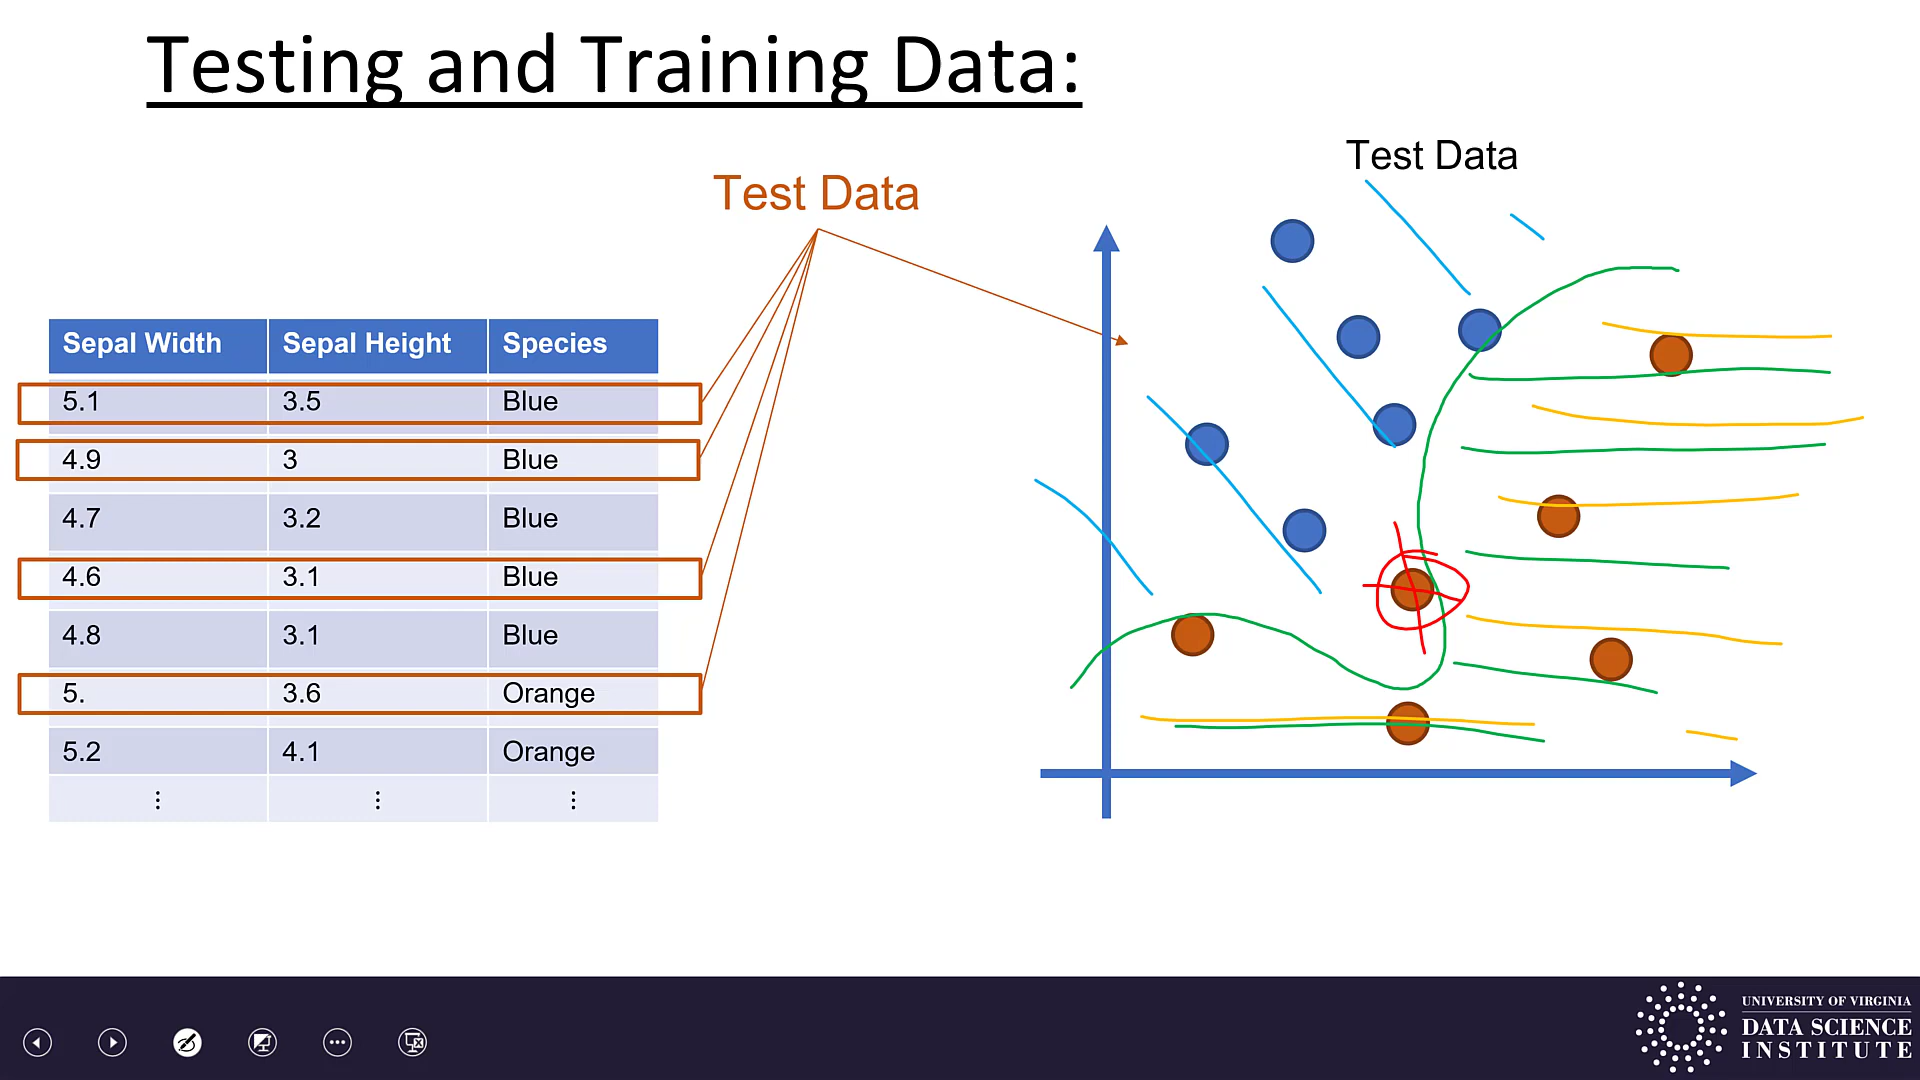 Testing and Training Data:
Test Data
Test Data
Sepal Width Sepal Height Species
5.1 3.5 Blue
4.9 3 Blue
4.7 3.2 Blue
4.6 3.1 Blue
4.8 3.1 Blue
5. 3.6 Orange
5.2 4.1 Orange
⋮ ⋮ ⋮
UNIVERSITY OF VIRGINIA
DATA SCIENCE
INSTITUTE